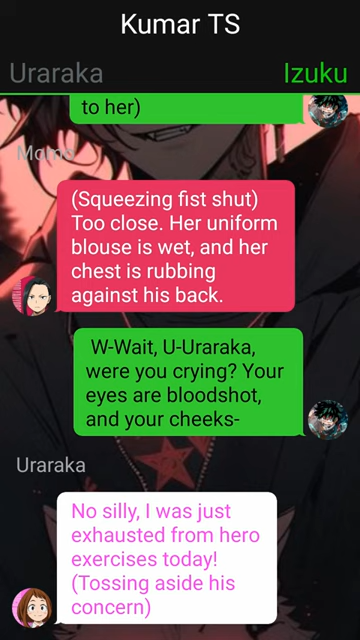 Kumar TS
Uraraka
Izuku
to her)
Momo
(Squeezing fist shut)
Too close. Her uniform
blouse is wet, and her
chest is rubbing
against his back.
W-Wait, U-Uraraka,
were you crying? Your
eyes are bloodshot,
and your cheeks-
Uraraka
No silly, I was just
exhausted from hero
exercises today!
(Tossing aside his
concern)